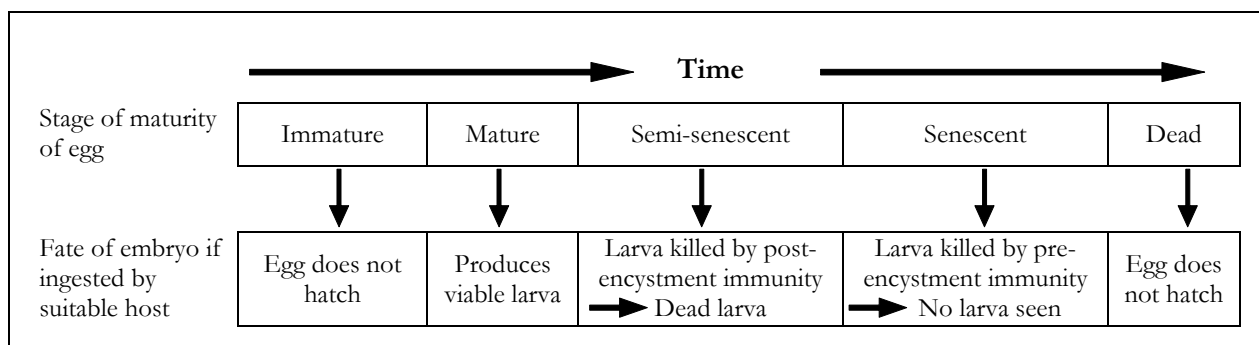 Time
Stage of maturity
of egg
Immature
Mature
Semi-senescent
Senescent
Dead
Fate of embryo if
ingested by
suitable host
Egg does not
hatch
Produces
viable larva
Larva killed by post-
encystment immunity
Dead larva
Larva killed by pre-
encystment immunity
No larva seen
Egg does
not hatch